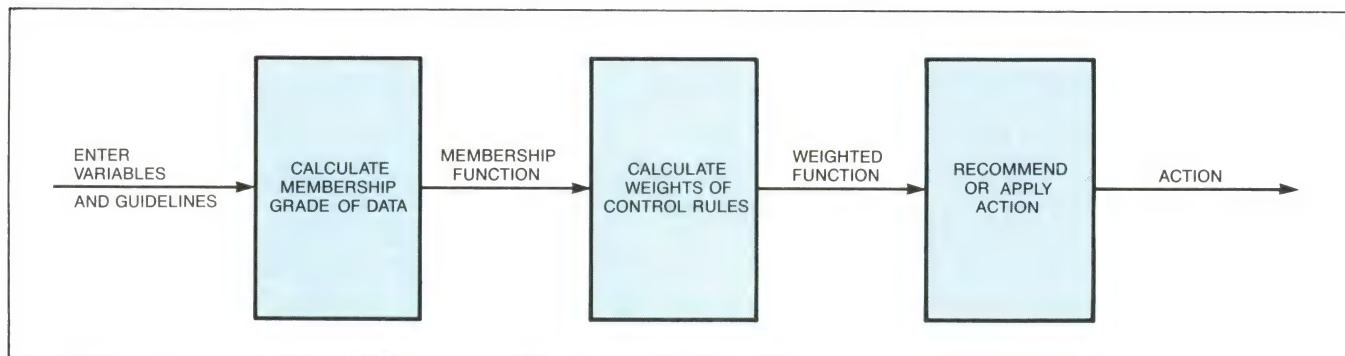 ENTER
VARIABLES
AND GUIDELINES
CALCULATE
MEMBERSHIP
GRADE OF DATA
MEMBERSHIP
FUNCTION
CALCULATE
WEIGHTS OF
CONTROL RULES
WEIGHTED
FUNCTION
RECOMMEND
OR APPLY
ACTION
ACTION